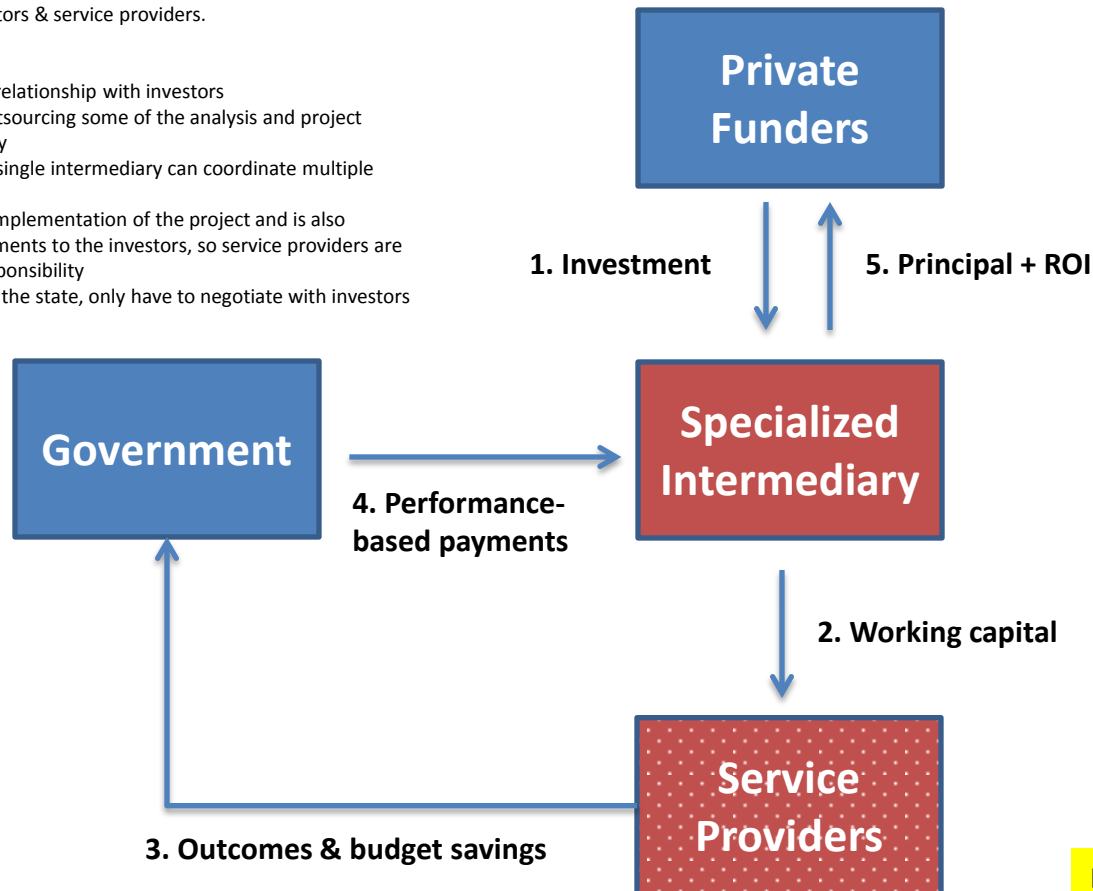 tors & service providers.
relationship with investors
tsourcing some of the analysis and project
y
single intermediary can coordinate multiple
mplementation of the project and is also
ments to the investors, so service providers are
ponsibility
the state, only have to negotiate with investors
Private
Funders
1. Investment
5. Principal + ROI
Government
Specialized
Intermediary
4. Performance-
based payments
2. Working capital
Service
Providers
3. Outcomes & budget savings